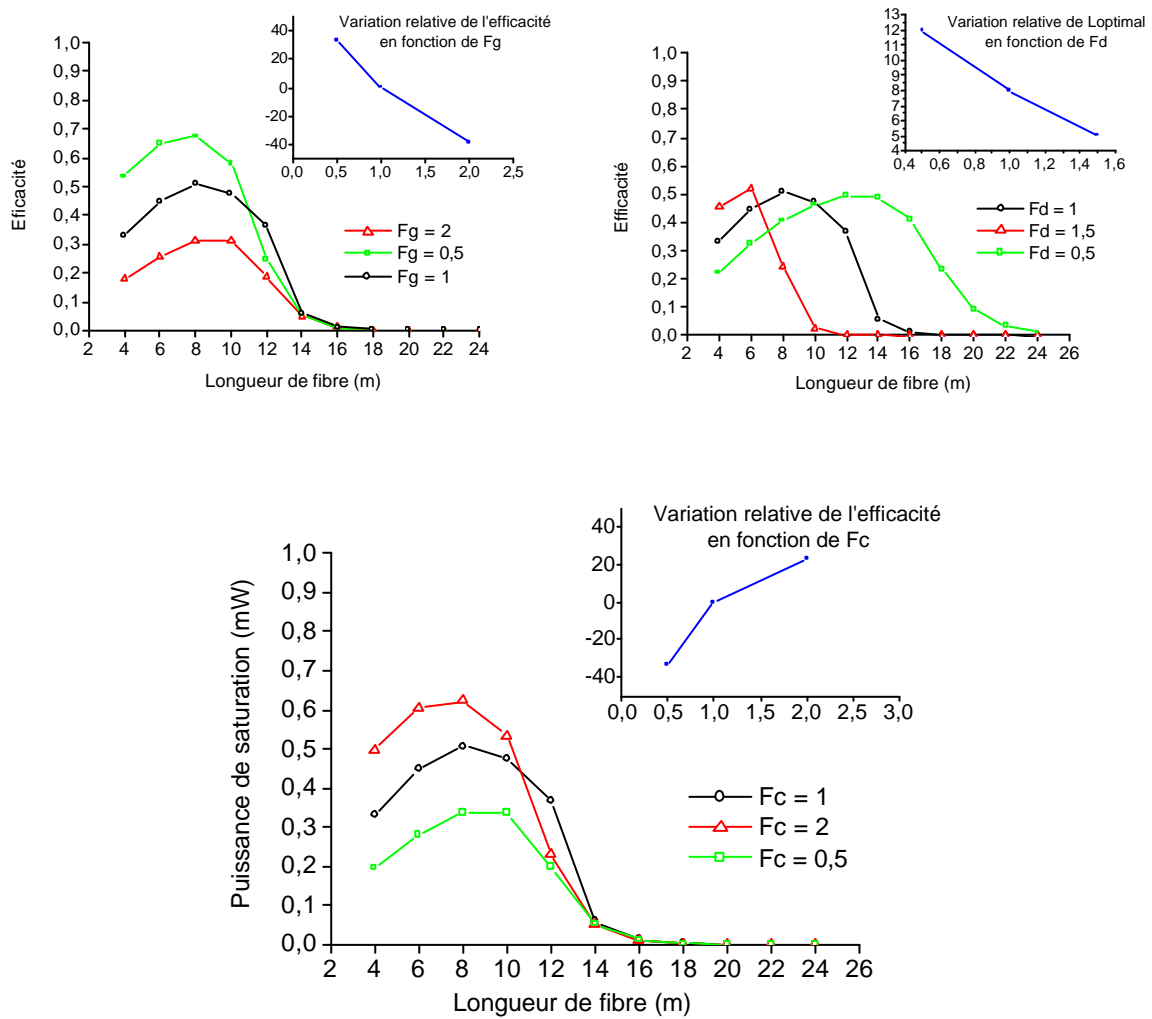 Variation relative de l'efficacité
en fonction de Fg
40
20
0
-20
-40
0,0 0,5 1,0 1,5 2,0 2,5
1,0
0,9
0,8
0,7
0,6
0,5
0,4
0,3
0,2
0,1
0,0
Eficacité
Fg = 2
Fg = 0,5
Fg = 1
2 4 6 8 10 12 14 16 18 20 22 24
Longueur de fibre (m)
Variation relative de Loptimal
en fonction de Fd
13
12
11
10
9
8
7
6
5
4
0,4 0,6 0,8 1,0 1,2 1,4 1,6
1,0
0,9
0,8
0,7
0,6
0,5
0,4
0,3
0,2
0,1
0,0
Efficacité
Fd = 1
Fd = 1,5
Fd = 0,5
2 4 6 8 10 12 14 16 18 20 22 24 26
Longueur de fibre (m)
Variation relative de l'efficacité
en fonction de Fc
40
20
0
-20
-40
0,0 0,5 1,0 1,5 2,0 2,5 3,0
1,0
0,9
0,8
0,7
0,6
0,5
0,4
0,3
0,2
0,1
0,0
Puissance de saturation (mW)
Fc = 1
Fc = 2
Fc = 0,5
2 4 6 8 10 12 14 16 18 20 22 24 26
Longueur de fibre (m)